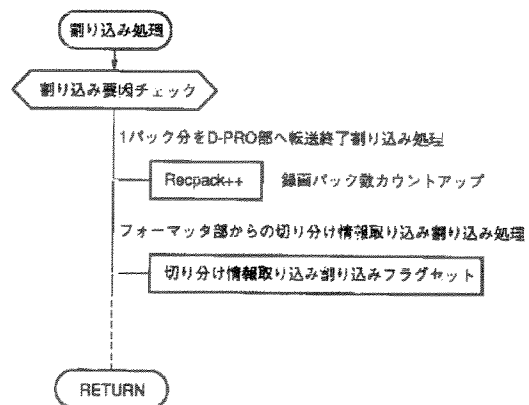 割り込み処理
割り込み要因チェック
1パック分をD-PRO部へ転送終了割り込み処理
Recpack++ 録画パック数カウントアップ
フォーマッタ部からの切り分け情報取り込み割り込み処理
切り分け情報取り込み割り込みフラグセット
RETURN